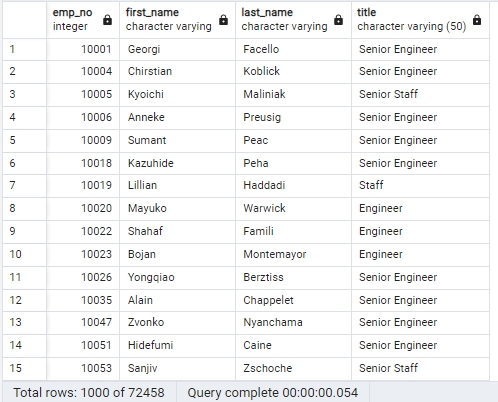 emp_no first_name last_name title
integer character varying character varying character varying (50)
1 10001 Georgi Facello Senior Engineer
2 10004 Chirstian Koblick Senior Engineer
3 10005 Kyoichi Maliniak Senior Staff
4 10006 Anneke Preusig Senior Engineer
5 10009 Sumant Peac Senior Engineer
6 10018 Kazuhide Peha Senior Engineer
7 10019 Lillian Haddadi Staff
8 10020 Mayuko Warwick Engineer
9 10022 Shahaf Famili Engineer
10 10023 Bojan Montemayor Engineer
11 10026 Yongqiao Berztiss Senior Engineer
12 10035 Alain Chappelet Senior Engineer
13 10047 Zvonko Nyanchama Senior Engineer
14 10051 Hidefumi Caine Senior Engineer
15 10053 Sanjiv Zschoche Senior Staff
Total rows: 1000 of 72458 Query complete 00:00:00.054